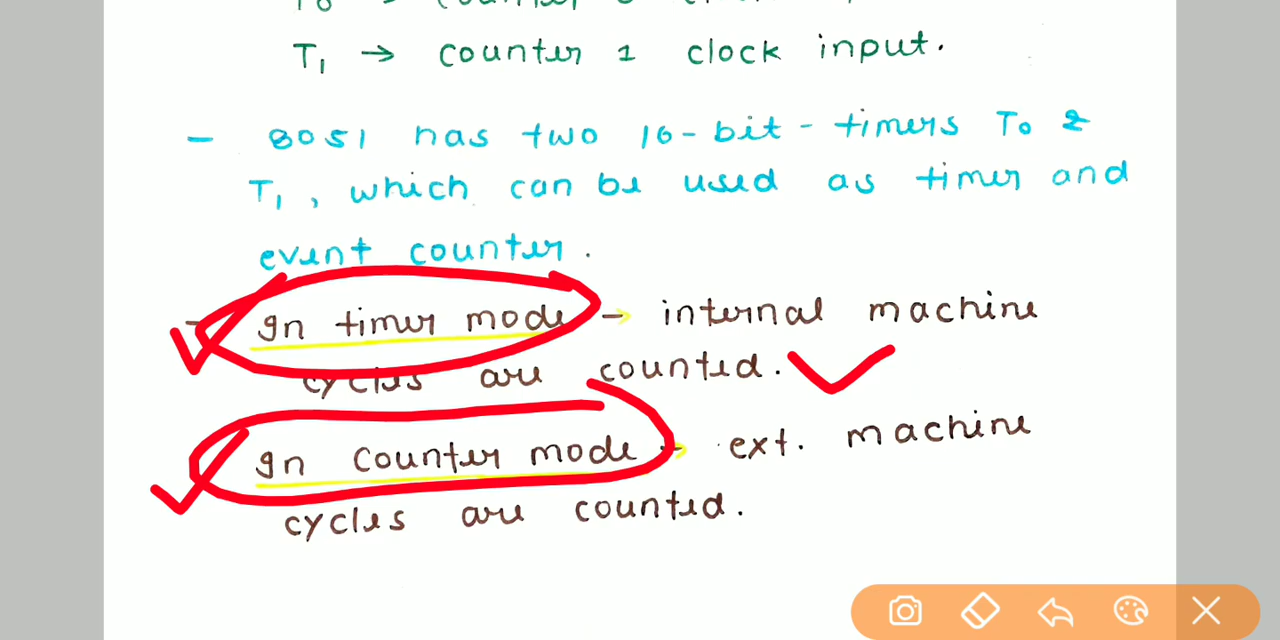 T1 → counter 1 clock input.
- 8051 has two 16-bit-timers T0 &
T1, which can be used as timer and
event counter.
- In timer mode → internal machine
cycles are counted.
In counter mode → ext. machine
cycles are counted.